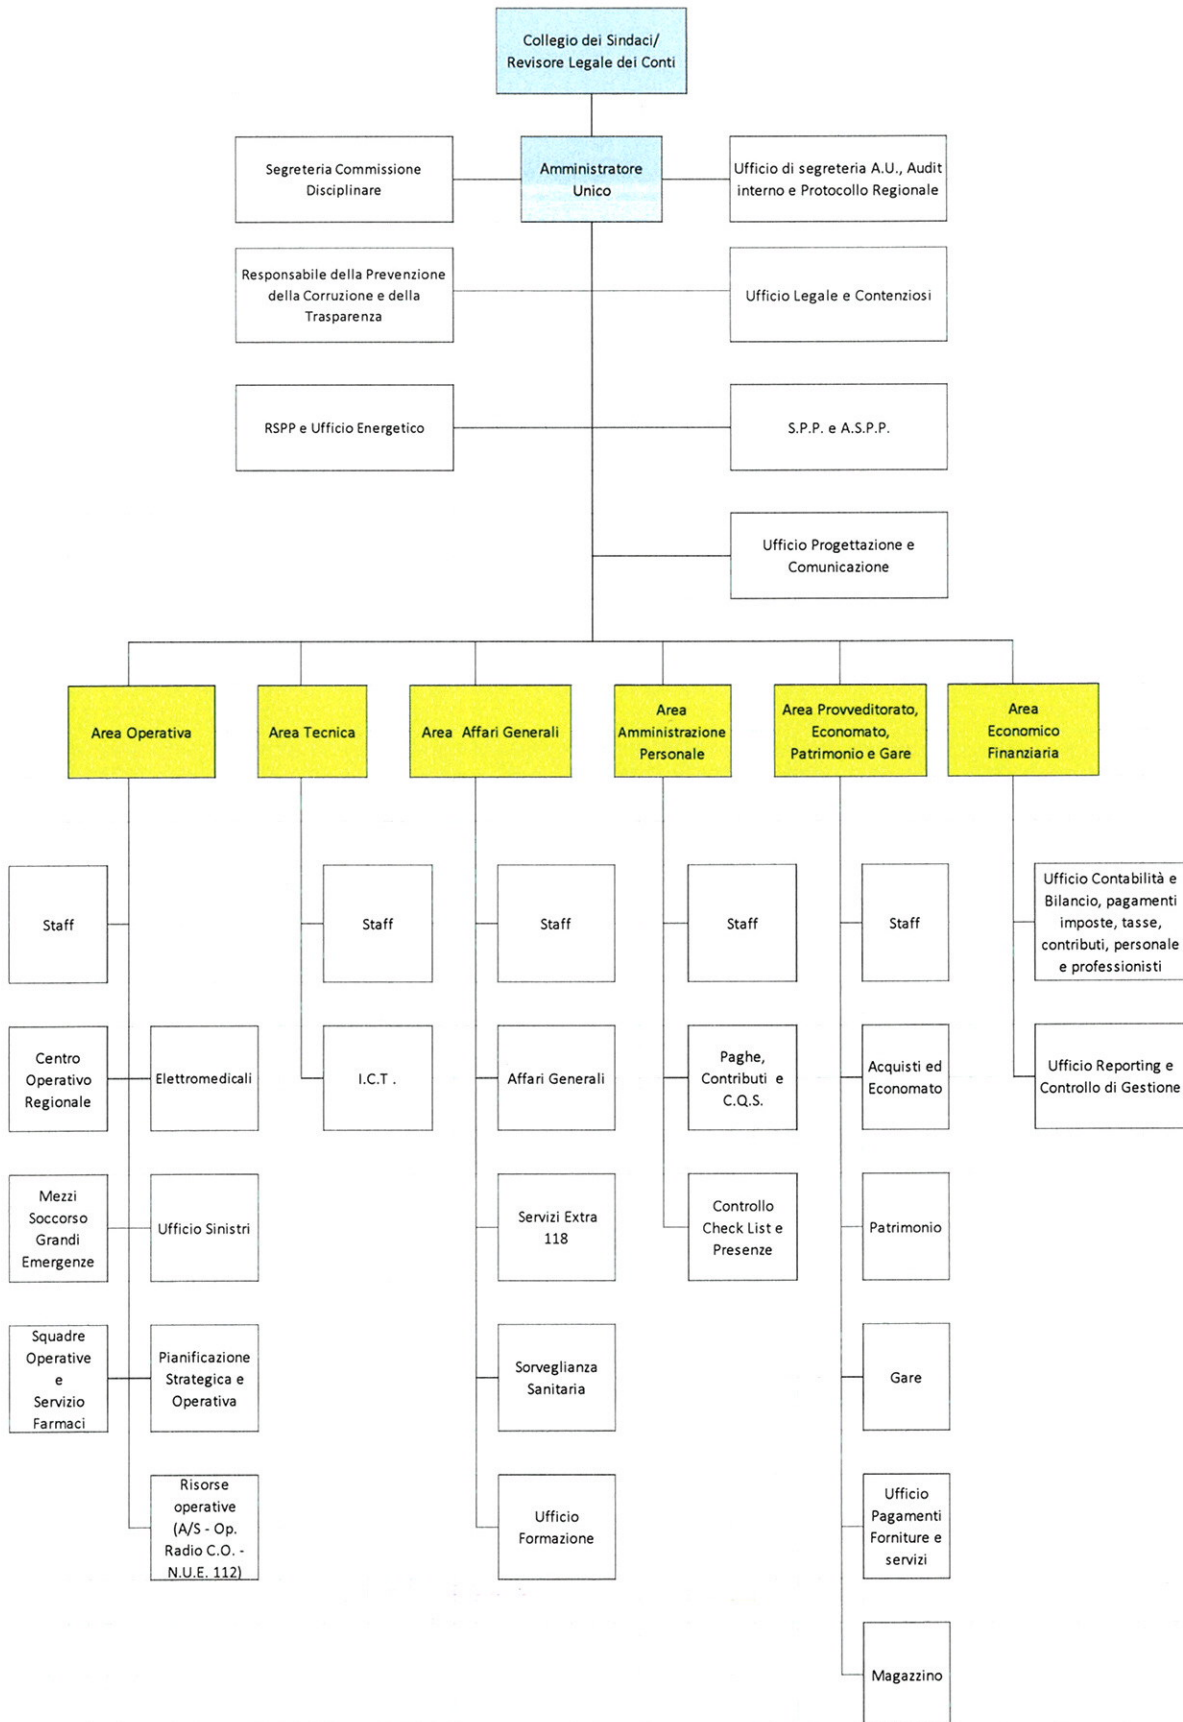 Collegio dei Sindaci/
Revisore Legale dei Conti
Segreteria Commissione
Disciplinare
Amministratore
Unico
Ufficio di segreteria A.U., Audit
interno e Protocollo Regionale
Responsabile della Prevenzione
della Corruzione e della
Trasparenza
Ufficio Legale e Contenziosi
RSPP e Ufficio Energetico
S.P.P. e A.S.P.P.
Ufficio Progettazione e
Comunicazione
Area Operativa
Area Tecnica
Area Affari Generali
Area
Amministrazione
Personale
Area Provveditorato,
Economato,
Patrimonio e Gare
Area
Economico
Finanziaria
Staff
Staff
Staff
Staff
Staff
Ufficio Contabilità e
Bilancio, pagamenti
imposte, tasse,
contributi, personale
e professionisti
Centro
Operativo
Regionale
Elettromedicali
I.C.T .
Affari Generali
Paghe,
Contributi e
C.Q.S.
Acquisti ed
Economato
Ufficio Reporting e
Controllo di Gestione
Mezzi
Soccorso
Grandi
Emergenze
Ufficio Sinistri
Servizi Extra
118
Controllo
Check List e
Presenze
Patrimonio
Squadre
Operative
e
Servizio
Farmaci
Pianificazione
Strategica e
Operativa
Sorveglianza
Sanitaria
Gare
Risorse
operative
(A/S - Op.
Radio C.O. -
N.U.E. 112)
Ufficio
Formazione
Ufficio
Pagamenti
Forniture e
servizi
Magazzino